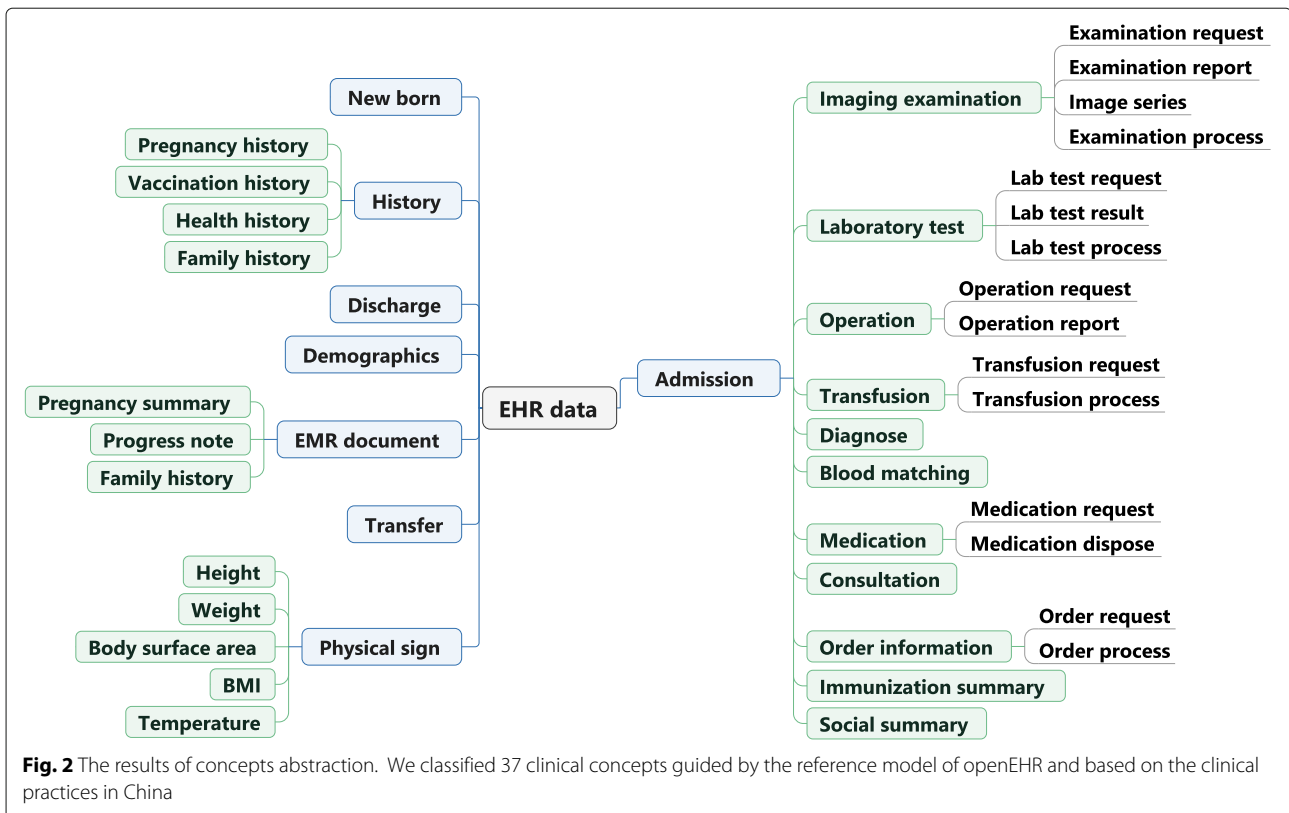 New born
Pregnancy history
Vaccination history
Health history
Family history
History
Discharge
Demographics
Pregnancy summary
Progress note
Family history
EMR document
Transfer
Height
Weight
Body surface area
BMI
Temperature
Physical sign
EHR data
Admission
Imaging examination
Examination request
Examination report
Image series
Examination process
Laboratory test
Lab test request
Lab test result
Lab test process
Operation
Operation request
Operation report
Transfusion
Transfusion request
Transfusion process
Diagnose
Blood matching
Medication
Medication request
Medication dispose
Consultation
Order information
Order request
Order process
Immunization summary
Social summary
Fig. 2 The results of concepts abstraction. We classified 37 clinical concepts guided by the reference model of openEHR and based on the clinical
practices in China